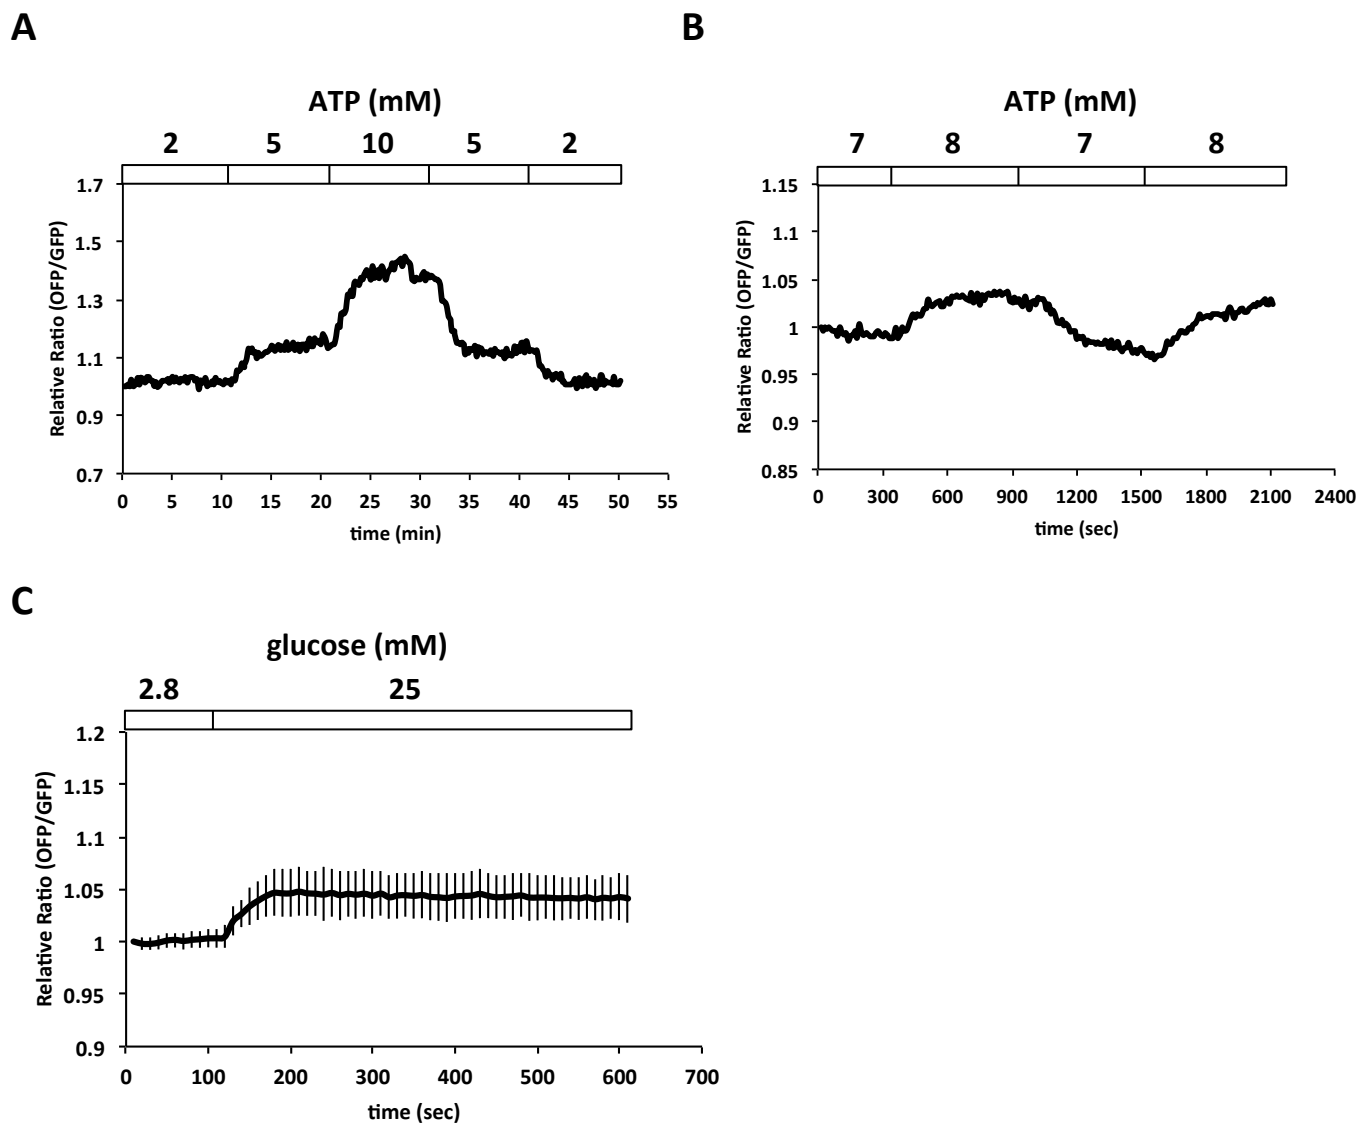 A
ATP (mM)
2 5 10 5 2
1.7
1.5
1.3
1.1
0.9
0.7
Relative Ratio (OFP/GFP)
0 5 10 15 20 25 30 35 40 45 50 55
time (min)
B
ATP (mM)
7 8 7 8
1.15
1.1
1.05
1
0.95
0.9
0.85
Relative Ratio (OFP/GFP)
0 300 600 900 1200 1500 1800 2100 2400
time (sec)
C
glucose (mM)
2.8 25
1.2
1.15
1.1
1.05
1
0.95
0.9
Relative Ratio (OFP/GFP)
0 100 200 300 400 500 600 700
time (sec)